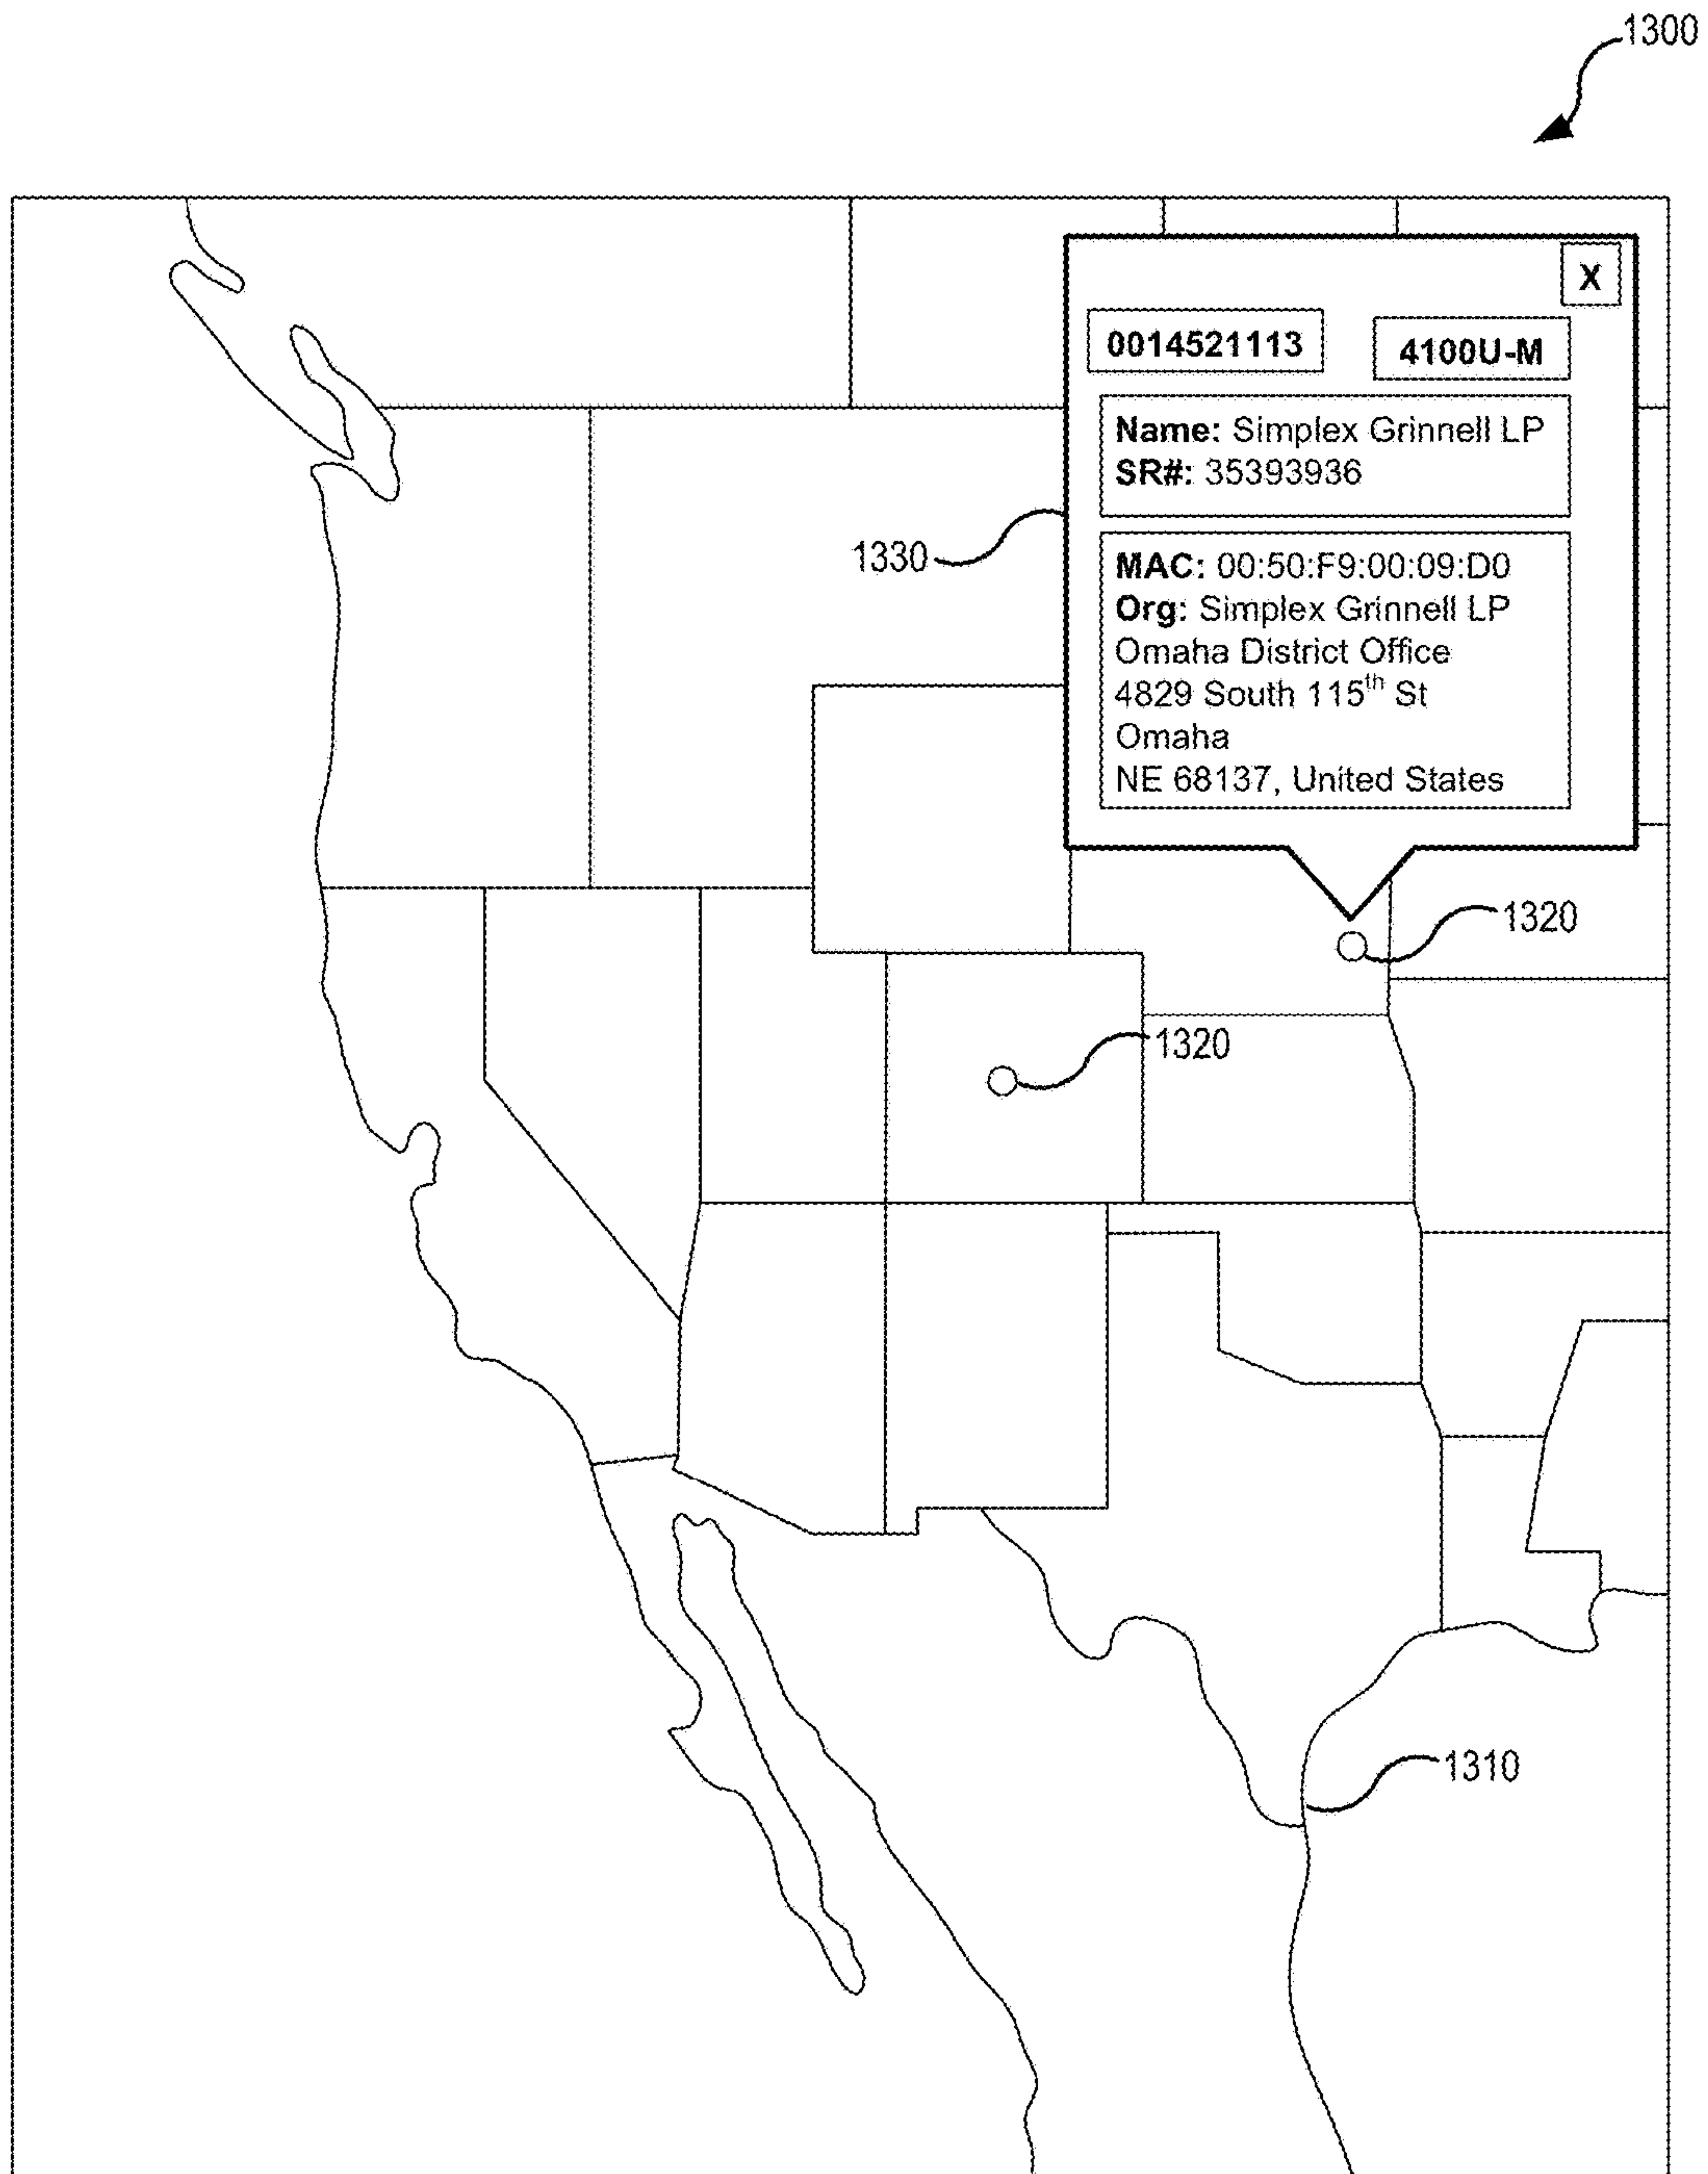 1300
X
0014521113
4100U-M
Name: Simplex Grinnell LP
SR#: 35393936
1330
MAC: 00:50:F9:00:09:D0
Org: Simplex Grinnell LP
Omaha District Office
4829 South 115th St
Omaha
NE 68137, United States
1320
1320
1310